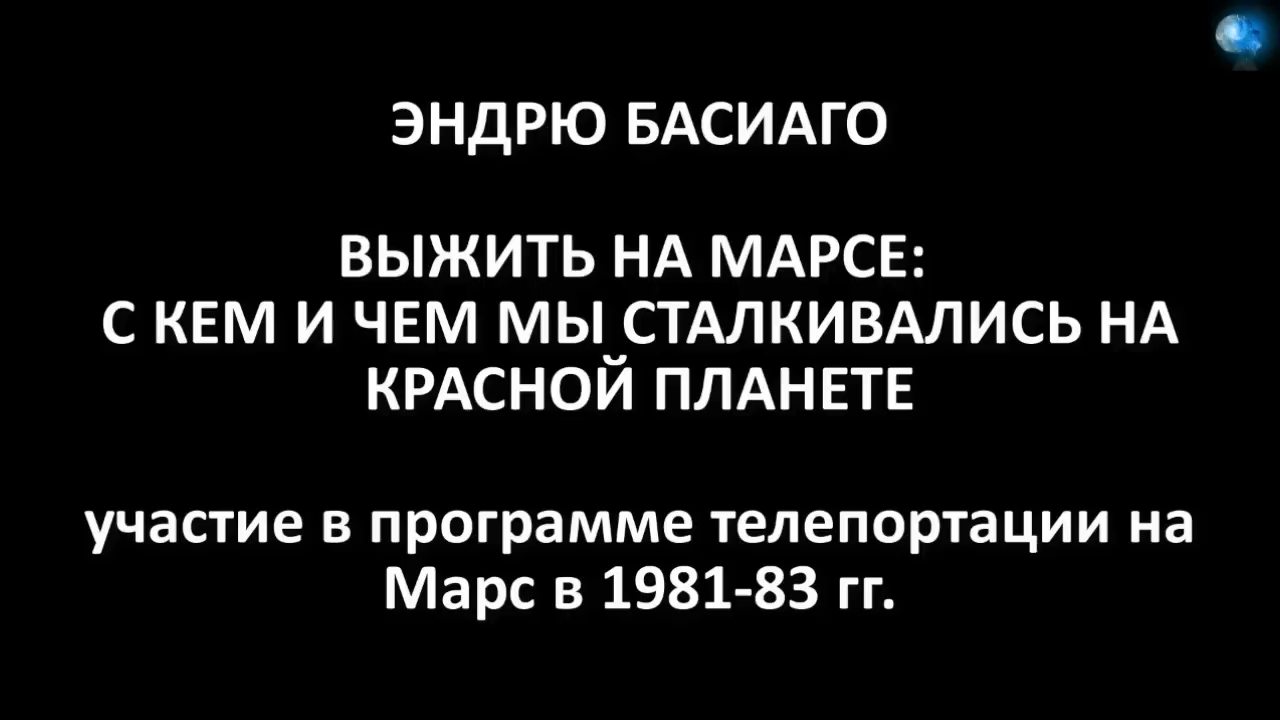 ЭНДРЮ БАСИАГО
ВЫЖИТЬ НА МАРСЕ:
С КЕМ И ЧЕМ МЫ СТАЛКИВАЛИСЬ НА
КРАСНОЙ ПЛАНЕТЕ
участие в программе телепортации на
Марс в 1981-83 гг.